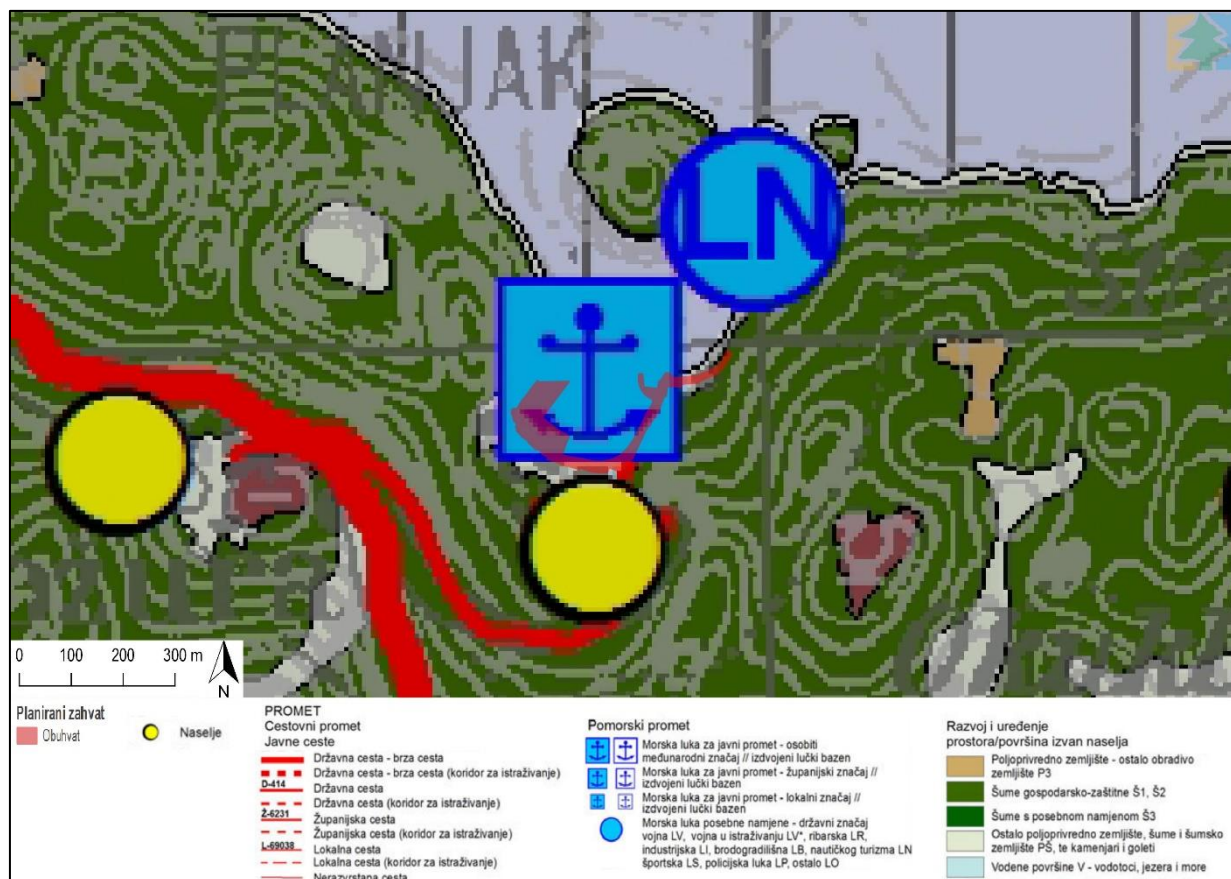 PLANJAK
LN
0 100 200 300 m
N
Planirani zahvat
Obuhvat
Naselje
PROMET
Cestovni promet
Javne ceste
Državna cesta - brza cesta
Državna cesta - brza cesta (koridor za istraživanje)
D-414
Državna cesta
Državna cesta (koridor za istraživanje)
Ž-6231
Županijska cesta
Županijska cesta (koridor za istraživanje)
L-69038
Lokalna cesta
Lokalna cesta (koridor za istraživanje)
Nerazvrstana cesta
Pomorski promet
Morska luka za javni promet - osobiti
međunarodni značaj // izdvojeni lučki bazen
Morska luka za javni promet - županijski značaj //
izdvojeni lučki bazen
Morska luka za javni promet - lokalni značaj //
izdvojeni lučki bazen
Morska luka posebne namjene - državni značaj
vojna LV, vojna u istraživanju LV*, ribarska LR,
industrijska LI, brodogradilišna LB, nautičkog turizma LN
športska LS, policijska luka LP, ostalo LO
Razvoj i uređenje
prostora/površina izvan naselja
Poljoprivredno zemljište - ostalo obradivo
zemljište P3
Šume gospodarsko-zaštitne Š1, Š2
Šume s posebnom namjenom Š3
Ostalo poljoprivredno zemljište, šume i šumsko
zemljište PŠ, te kamenjari i goleti
Vodene površine V - vodotoci, jezera i more